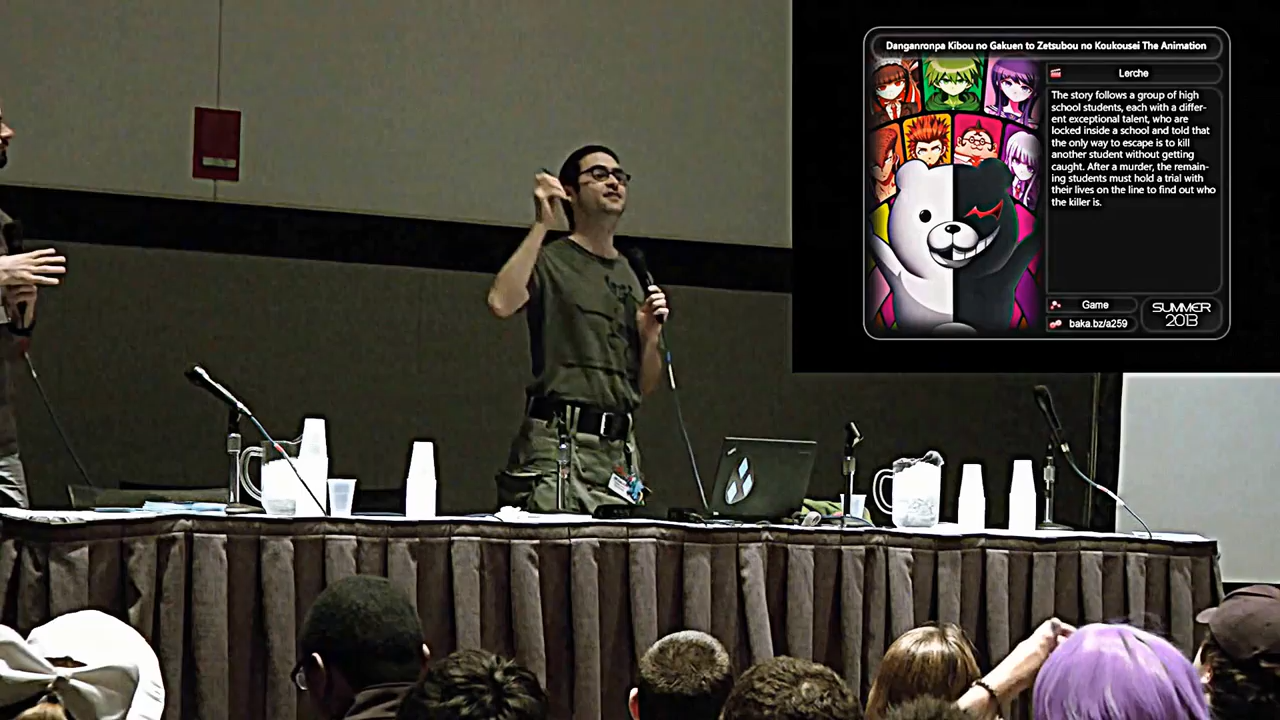 Danganronpa Kibou no Gakuen to Zetsubou no Koukousei The Animation
Lerche
The story follows a group of high
school students, each with a differ-
ent exceptional talent, who are
locked inside a school and told that
the only way to escape is to kill
another student without getting
caught. After a murder, the remain-
ing students must hold a trial with
their lives on the line to find out who
the killer is.
Game
baka.bz/a259
SUMMER
2013